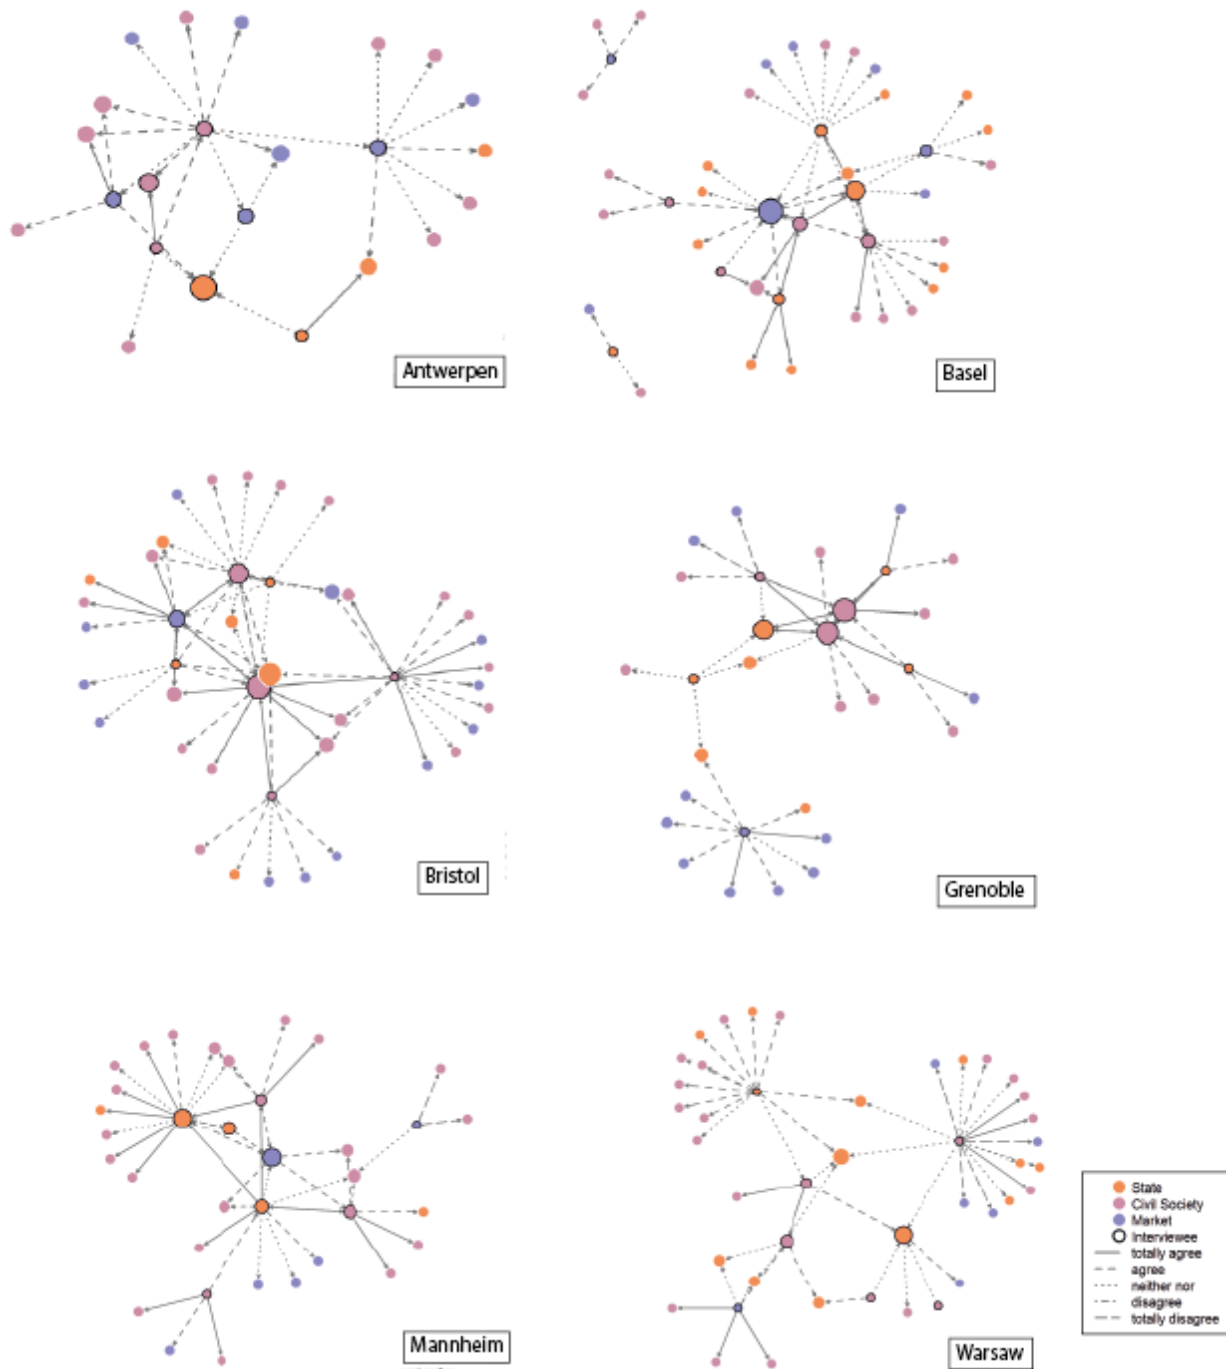 Antwerpen
Basel
Bristol
Grenoble
Mannheim
Warsaw
State
Civil Society
Market
Interviewee
totally agree
agree
neither nor
disagree
totally disagree